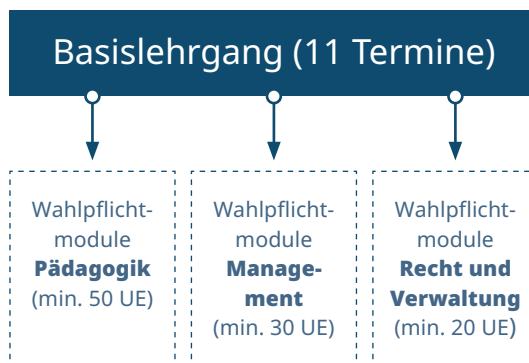 Basislehrgang (11 Termine)
Wahlpflicht-
module
Pädagogik
(min. 50 UE)
Wahlpflicht-
module
Manage-
ment
(min. 30 UE)
Wahlpflicht-
module
Recht und
Verwaltung
(min. 20 UE)